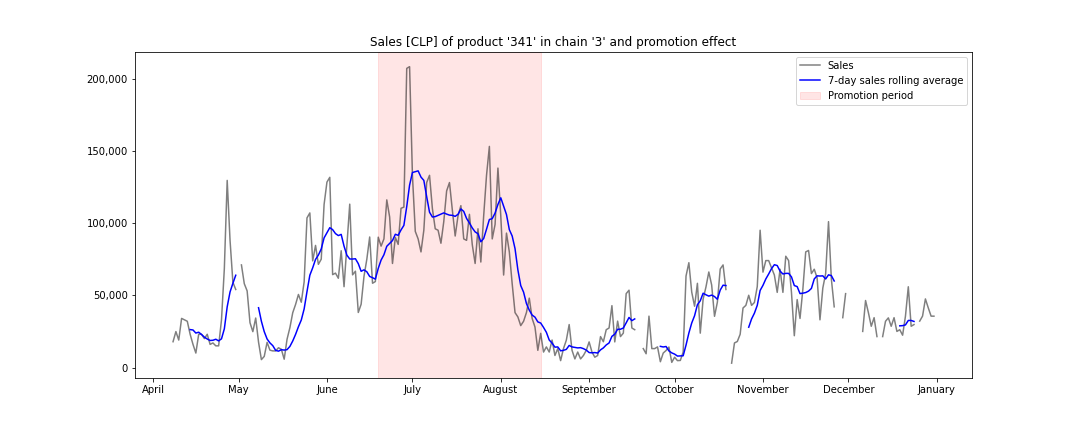 Sales [CLP] of product '341' in chain '3' and promotion effect
Sales
7-day sales rolling average
Promotion period
200,000
150,000
100,000
50,000
0
April May June July August September October November December January